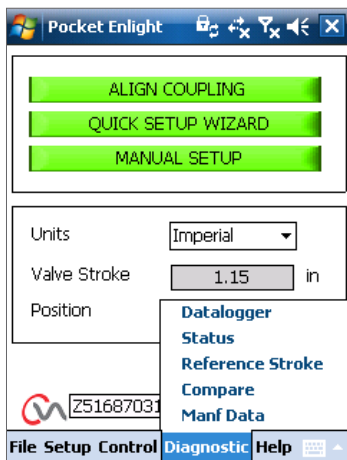 Pocket Enlight
ALIGN COUPLING
QUICK SETUP WIZARD
MANUAL SETUP
Units Imperial
Valve Stroke 1.15 in
Position
Datalogger
Status
Reference Stroke
Compare
Manf Data
Z51687031
File Setup Control Diagnostic Help